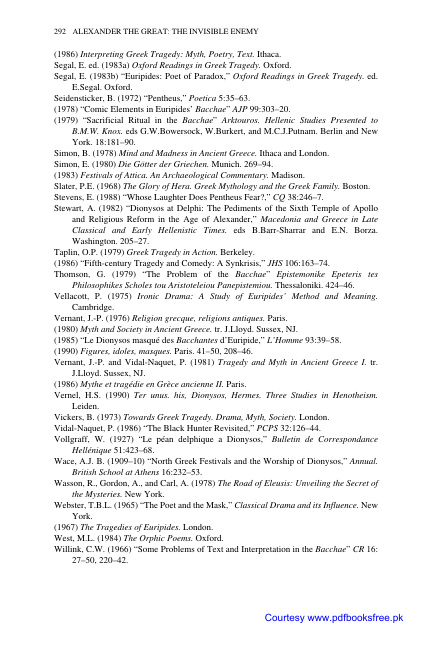 292 ALEXANDER THE GREAT: THE INVISIBLE ENEMY
(1986) Interpreting Greek Tragedy: Myth, Poetry, Text. Ithaca.
Segal, E. ed. (1983a) Oxford Readings in Greek Tragedy. Oxford.
Segal, E. (1983b) “Euripides: Poet of Paradox,” Oxford Readings in Greek Tragedy. ed.
E.Segal. Oxford.
Seidensticker, B. (1972) “Pentheus,” Poetica 5:35–63.
(1978) “Comic Elements in Euripides’ Bacchae” AJP 99:303–20.
(1979) “Sacrificial Ritual in the Bacchae” Arktouros. Hellenic Studies Presented to
B.M.W. Knox. eds G.W.Bowersock, W.Burkert, and M.C.J.Putnam. Berlin and New
York. 18:181–90.
Simon, B. (1978) Mind and Madness in Ancient Greece. Ithaca and London.
Simon, E. (1980) Die Götter der Griechen. Munich. 269–94.
(1983) Festivals of Attica. An Archaeological Commentary. Madison.
Slater, P.E. (1968) The Glory of Hera. Greek Mythology and the Greek Family. Boston.
Stevens, E. (1988) “Whose Laughter Does Pentheus Fear?,” CQ 38:246–7.
Stewart, A. (1982) “Dionysos at Delphi: The Pediments of the Sixth Temple of Apollo
and Religious Reform in the Age of Alexander,” Macedonia and Greece in Late
Classical and Early Hellenistic Times. eds B.Barr-Sharrar and E.N. Borza.
Washington. 205–27.
Taplin, O.P. (1979) Greek Tragedy in Action. Berkeley.
(1986) “Fifth-century Tragedy and Comedy: A Synkrisis,” JHS 106:163–74.
Thomson, G. (1979) “The Problem of the Bacchae” Epistemonike Epeteris tes
Philosophikes Scholes tou Aristoteleiou Panepistemiou. Thessaloniki. 424–46.
Vellacott, P. (1975) Ironic Drama: A Study of Euripides’ Method and Meaning.
Cambridge.
Vernant, J.-P. (1976) Religion grecque, religions antiques. Paris.
(1980) Myth and Society in Ancient Greece. tr. J.Lloyd. Sussex, NJ.
(1985) “Le Dionysos masqué des Bacchantes d’Euripide,” L’Homme 93:39–58.
(1990) Figures, idoles, masques. Paris. 41–50, 208–46.
Vernant, J.-P. and Vidal-Naquet, P. (1981) Tragedy and Myth in Ancient Greece I. tr.
J.Lloyd. Sussex, NJ.
(1986) Mythe et tragédie en Grèce ancienne II. Paris.
Vernel, H.S. (1990) Ter unus. his, Dionysos, Hermes. Three Studies in Henotheism.
Leiden.
Vickers, B. (1973) Towards Greek Tragedy. Drama, Myth, Society. London.
Vidal-Naquet, P. (1986) “The Black Hunter Revisited,” PCPS 32:126–44.
Vollgraff, W. (1927) “Le péan delphique a Dionysos,” Bulletin de Correspondance
Hellénique 51:423–68.
Wace, A.J. B. (1909–10) “North Greek Festivals and the Worship of Dionysos,” Annual.
British School at Athens 16:232–53.
Wasson, R., Gordon, A., and Carl, A. (1978) The Road of Eleusis: Unveiling the Secret of
the Mysteries. New York.
Webster, T.B.L. (1965) “The Poet and the Mask,” Classical Drama and its Influence. New
York.
(1967) The Tragedies of Euripides. London.
West, M.L. (1984) The Orphic Poems. Oxford.
Willink, C.W. (1966) “Some Problems of Text and Interpretation in the Bacchae” CR 16:
27–50, 220–42.
Courtesy www.pdfbooksfree.pk